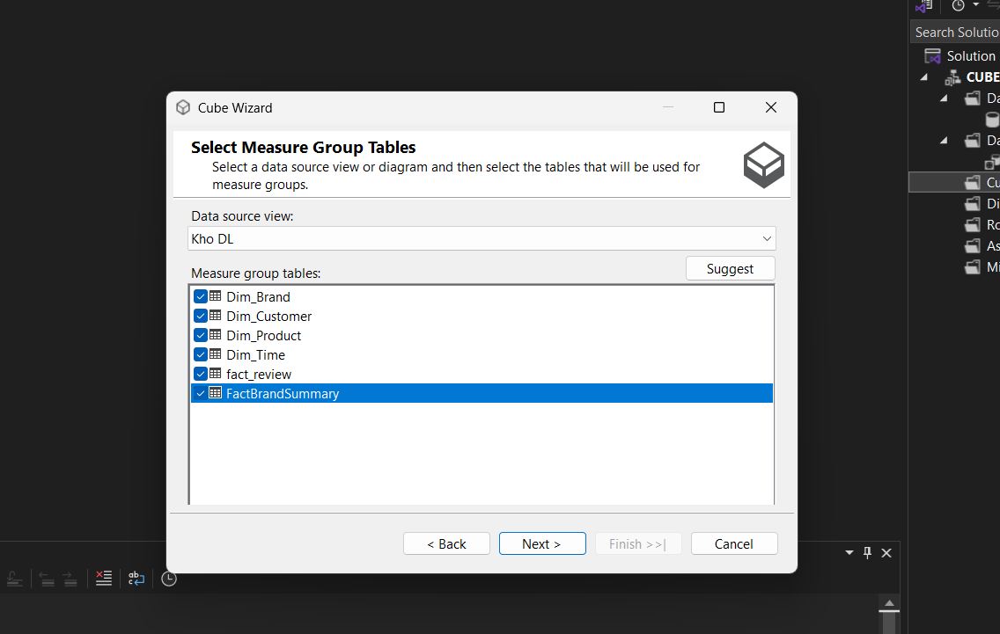 Search Solutio
Solution
CUBE
Da
Da
Cu
Di
Ro
As
Mi
Cube Wizard
Select Measure Group Tables
Select a data source view or diagram and then select the tables that will be used for
measure groups.
Data source view:
Kho DL
Suggest
Measure group tables:
Dim_Brand
Dim_Customer
Dim_Product
Dim_Time
fact_review
FactBrandSummary
< Back
Next >
Finish >>|
Cancel
ab